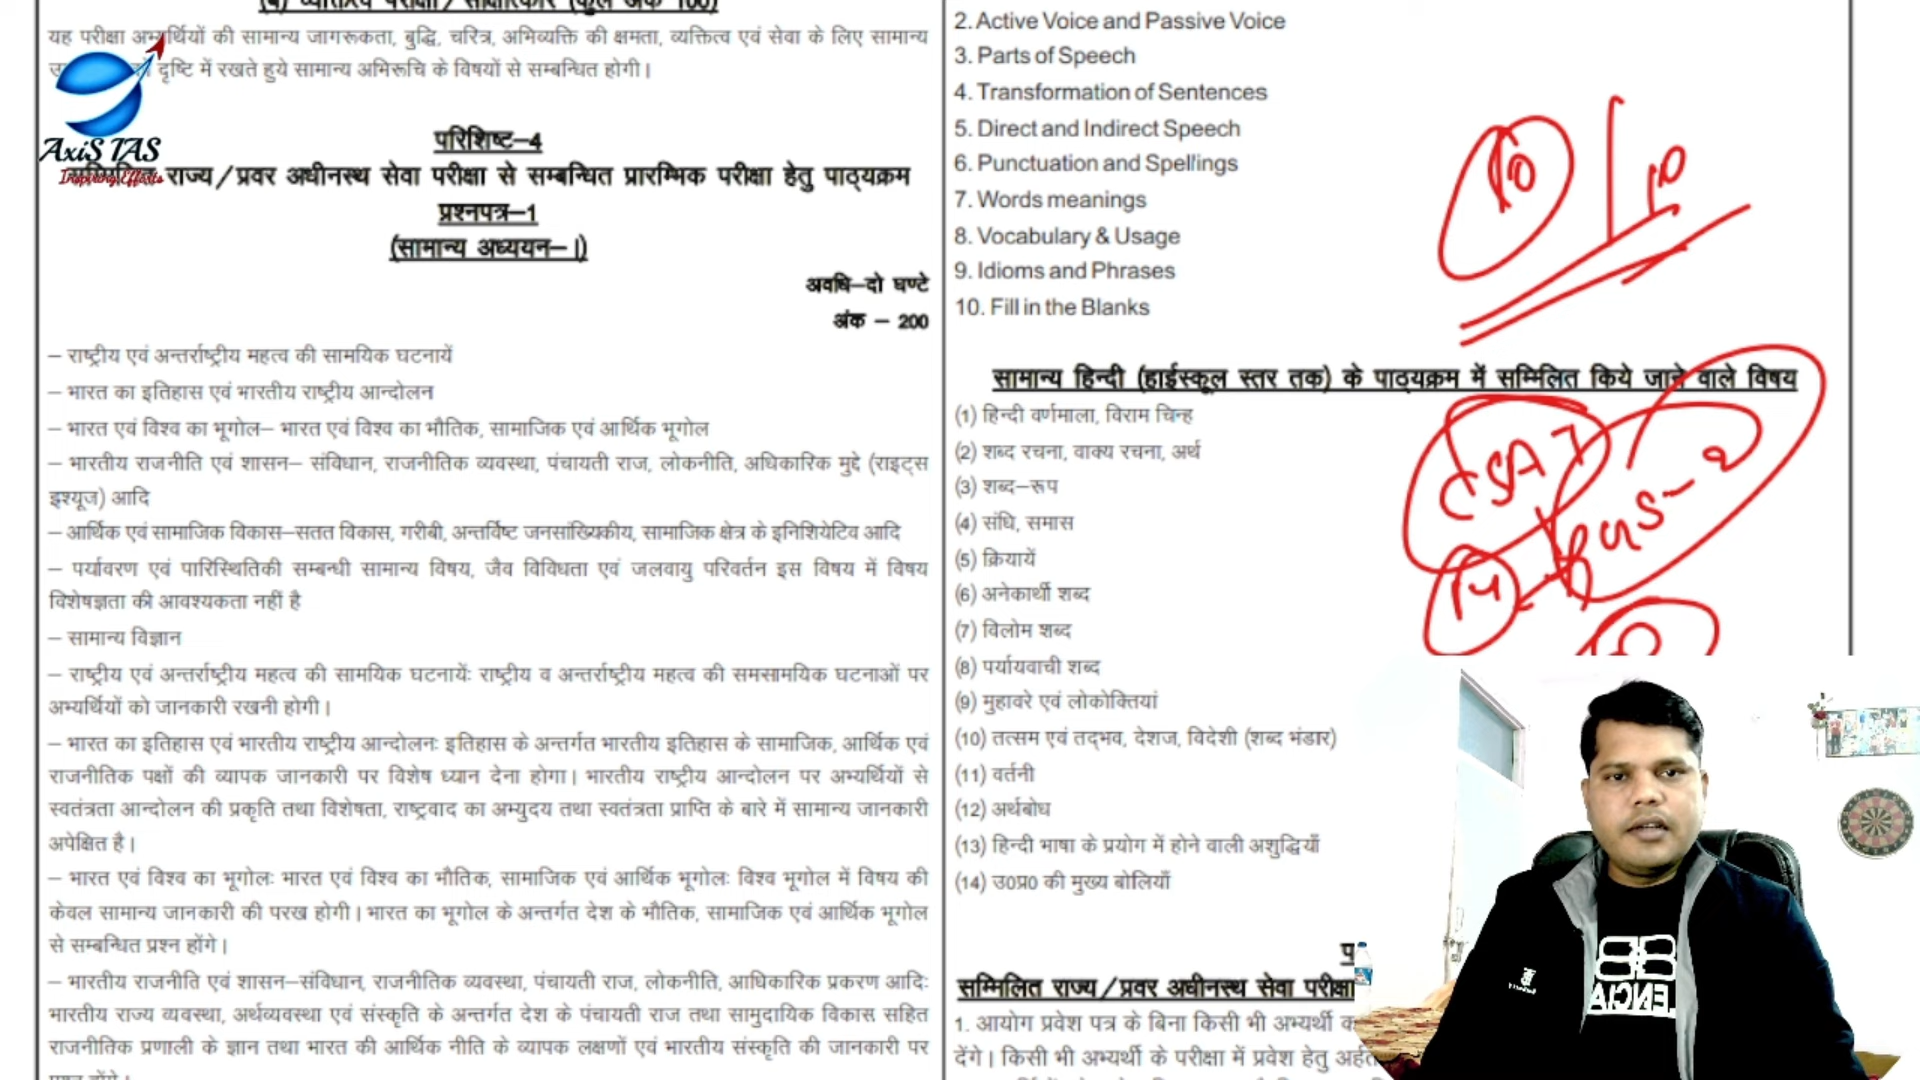 (ब) व्यक्तित्व परीक्षा/साक्षात्कार (कुल अंक 100)
यह परीक्षा अभ्यर्थियों की सामान्य जागरूकता, बुद्धि, चरित्र, अभिव्यक्ति की क्षमता, व्यक्तित्व एवं सेवा के लिए सामान्य
दृष्टि में रखते हुये सामान्य अभिरूचि के विषयों से सम्बन्धित होगी।
AxiS IAS
Inspiring Efforts
परिशिष्ट–4
राज्य/प्रवर अधीनस्थ सेवा परीक्षा से सम्बन्धित प्रारम्भिक परीक्षा हेतु पाठ्यक्रम
प्रश्नपत्र–1
(सामान्य अध्ययन–।)
अवधि–दो घण्टे
अंक – 200
– राष्ट्रीय एवं अन्तर्राष्ट्रीय महत्व की सामयिक घटनायें
– भारत का इतिहास एवं भारतीय राष्ट्रीय आन्दोलन
– भारत एवं विश्व का भूगोल– भारत एवं विश्व का भौतिक, सामाजिक एवं आर्थिक भूगोल
– भारतीय राजनीति एवं शासन– संविधान, राजनीतिक व्यवस्था, पंचायती राज, लोकनीति, अधिकारिक मुद्दे (राइट्स
इश्यूज) आदि
– आर्थिक एवं सामाजिक विकास–सतत विकास, गरीबी, अन्तर्विष्ट जनसांख्यिकीय, सामाजिक क्षेत्र के इनिशियेटिव आदि
– पर्यावरण एवं पारिस्थितिकी सम्बन्धी सामान्य विषय, जैव विविधता एवं जलवायु परिवर्तन इस विषय में विषय
विशेषज्ञता की आवश्यकता नहीं है
– सामान्य विज्ञान
– राष्ट्रीय एवं अन्तर्राष्ट्रीय महत्व की सामयिक घटनायेंः राष्ट्रीय व अन्तर्राष्ट्रीय महत्व की समसामयिक घटनाओं पर
अभ्यर्थियों को जानकारी रखनी होगी।
– भारत का इतिहास एवं भारतीय राष्ट्रीय आन्दोलनः इतिहास के अन्तर्गत भारतीय इतिहास के सामाजिक, आर्थिक एवं
राजनीतिक पक्षों की व्यापक जानकारी पर विशेष ध्यान देना होगा। भारतीय राष्ट्रीय आन्दोलन पर अभ्यर्थियों से
स्वतंत्रता आन्दोलन की प्रकृति तथा विशेषता, राष्ट्रवाद का अभ्युदय तथा स्वतंत्रता प्राप्ति के बारे में सामान्य जानकारी
अपेक्षित है।
– भारत एवं विश्व का भूगोलः भारत एवं विश्व का भौतिक, सामाजिक एवं आर्थिक भूगोलः विश्व भूगोल में विषय की
केवल सामान्य जानकारी की परख होगी। भारत का भूगोल के अन्तर्गत देश के भौतिक, सामाजिक एवं आर्थिक भूगोल
से सम्बन्धित प्रश्न होंगे।
– भारतीय राजनीति एवं शासन–संविधान, राजनीतिक व्यवस्था, पंचायती राज, लोकनीति, आधिकारिक प्रकरण आदिः
भारतीय राज्य व्यवस्था, अर्थव्यवस्था एवं संस्कृति के अन्तर्गत देश के पंचायती राज तथा सामुदायिक विकास सहित
राजनीतिक प्रणाली के ज्ञान तथा भारत की आर्थिक नीति के व्यापक लक्षणों एवं भारतीय संस्कृति की जानकारी पर
प्रश्न होंगे।
2. Active Voice and Passive Voice
3. Parts of Speech
4. Transformation of Sentences
5. Direct and Indirect Speech
6. Punctuation and Spellings
7. Words meanings
8. Vocabulary & Usage
9. Idioms and Phrases
10. Fill in the Blanks
10
10
सामान्य हिन्दी (हाईस्कूल स्तर तक) के पाठ्यक्रम में सम्मिलित किये जाने वाले विषय
(1) हिन्दी वर्णमाला, विराम चिन्ह
(2) शब्द रचना, वाक्य रचना, अर्थ
(3) शब्द–रूप
(4) संधि, समास
(5) क्रियायें
(6) अनेकार्थी शब्द
(7) विलोम शब्द
(8) पर्यायवाची शब्द
(9) मुहावरे एवं लोकोक्तियां
(10) तत्सम एवं तद्भव, देशज, विदेशी (शब्द भंडार)
(11) वर्तनी
(12) अर्थबोध
(13) हिन्दी भाषा के प्रयोग में होने वाली अशुद्धियाँ
(14) उ0प्र0 की मुख्य बोलियाँ
CSAT
सम्मिलित राज्य/प्रवर अधीनस्थ सेवा परीक्षा
1. आयोग प्रवेश पत्र के बिना किसी भी अभ्यर्थी
देंगे। किसी भी अभ्यर्थी के परीक्षा में प्रवेश हेतु